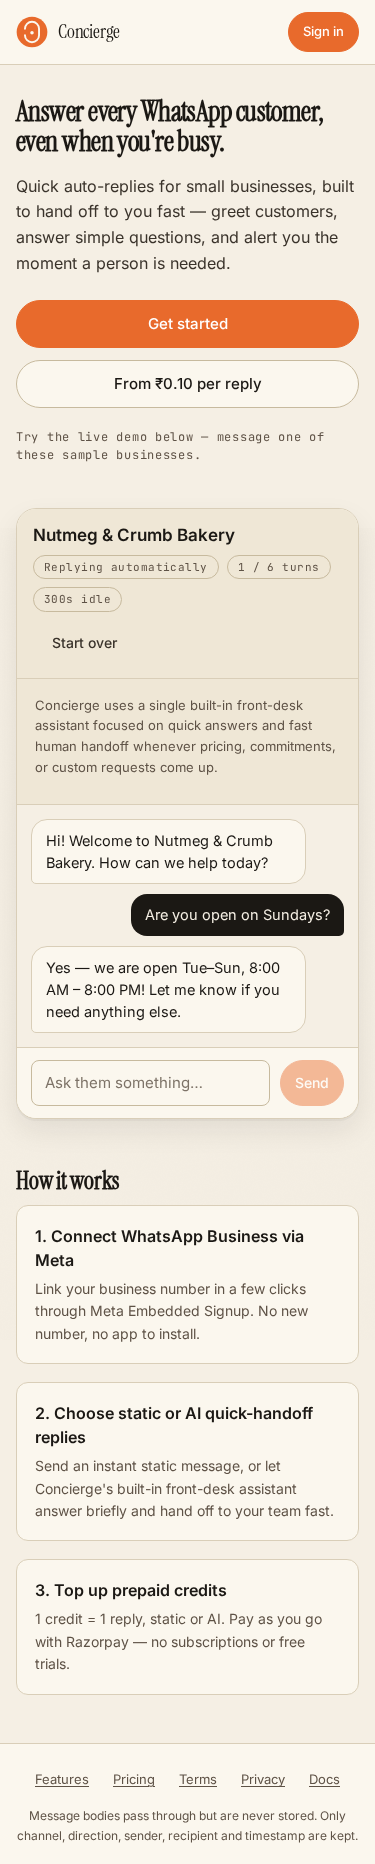 Concierge
Sign in
Answer every WhatsApp customer,
even when you're busy.
Quick auto-replies for small businesses, built
to hand off to you fast — greet customers,
answer simple questions, and alert you the
moment a person is needed.
Get started
From ₹0.10 per reply
Try the live demo below — message one of
these sample businesses.
Nutmeg & Crumb Bakery
Replying automatically
1 / 6 turns
300s idle
Start over
Concierge uses a single built-in front-desk
assistant focused on quick answers and fast
human handoff whenever pricing, commitments,
or custom requests come up.
Hi! Welcome to Nutmeg & Crumb
Bakery. How can we help today?
Are you open on Sundays?
Yes — we are open Tue–Sun, 8:00
AM – 8:00 PM! Let me know if you
need anything else.
Ask them something...
Send
How it works
1. Connect WhatsApp Business via
Meta
Link your business number in a few clicks
through Meta Embedded Signup. No new
number, no app to install.
2. Choose static or AI quick-handoff
replies
Send an instant static message, or let
Concierge's built-in front-desk assistant
answer briefly and hand off to your team fast.
3. Top up prepaid credits
1 credit = 1 reply, static or AI. Pay as you go
with Razorpay — no subscriptions or free
trials.
Features
Pricing
Terms
Privacy
Docs
Message bodies pass through but are never stored. Only
channel, direction, sender, recipient and timestamp are kept.